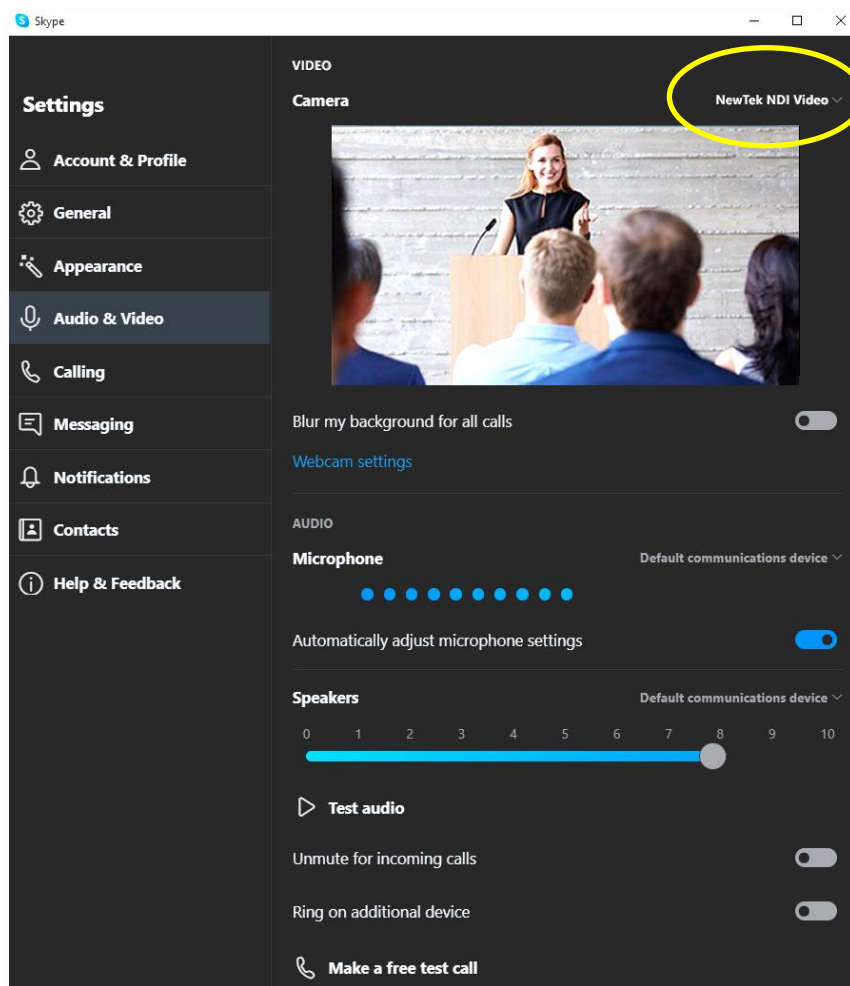 Skype
Settings
Account & Profile
General
Appearance
Audio & Video
Calling
Messaging
Notifications
Contacts
Help & Feedback
VIDEO
Camera NewTek NDI Video
Blur my background for all calls
Webcam settings
AUDIO
Microphone Default communications device
Automatically adjust microphone settings
Speakers Default communications device
0 1 2 3 4 5 6 7 8 9 10
Test audio
Unmute for incoming calls
Ring on additional device
Make a free test call